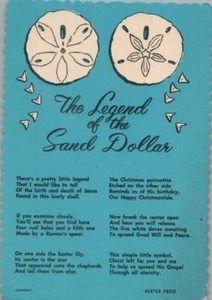 The Legend
of the
Sand Dollar
There's a pretty little legend
That I would like to tell
Of the birth and death of Jesus
Found in this lowly shell.
If you examine closely,
You'll see that you find here
Four nail holes and a fifth one
Made by a Roman's spear.
On one side the Easter lily,
Its center is the star
That appeared unto the shepherds
And led them from afar.
The Christmas poinsettia
Etched on the other side
Reminds us of His birthday,
Our Happy Christmastide.
Now break the center open
And here you will release
The five white doves awaiting
To spread Good Will and Peace.
This simple little symbol,
Christ left for you and me
To help us spread His Gospel
Through all eternity.
COPYRIGHT
PRESS